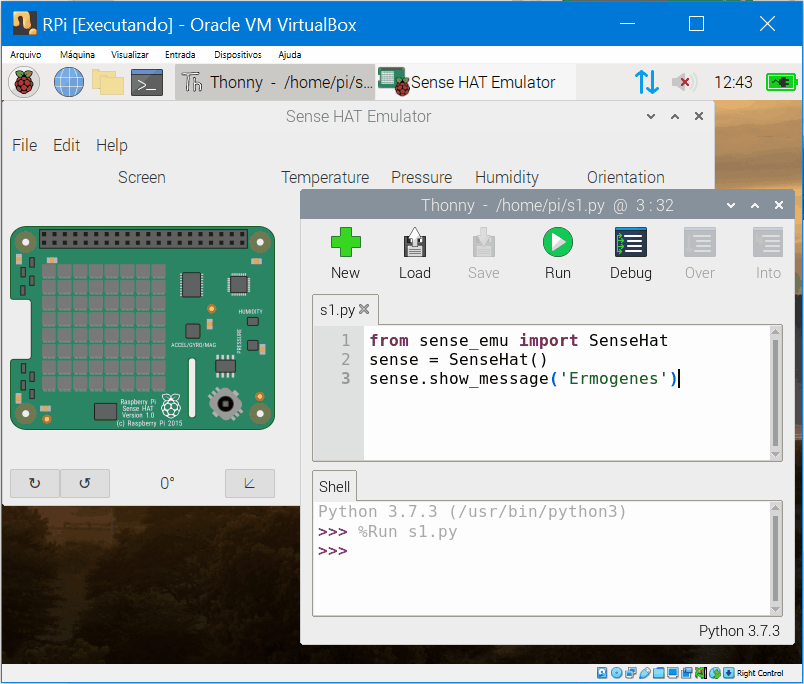 RPi [Executando] - Oracle VM VirtualBox
Arquivo Máquina Visualizar Entrada Dispositivos Ajuda
Thonny - /home/pi/s... Sense HAT Emulator 12:43
Sense HAT Emulator
File Edit Help
Screen Temperature Pressure Humidity Orientation
HUMIDITY
PRESSURE
ACCEL/GYRO/MAG
Raspberry Pi
Sense HAT
Version 1.0
(c) Raspberry Pi 2015
0°
Thonny - /home/pi/s1.py @ 3:32
New Load Save Run Debug Over Into
s1.py
1 from sense_emu import SenseHat
2 sense = SenseHat()
3 sense.show_message('Ermogenes')
Shell
Python 3.7.3 (/usr/bin/python3)
>>> %Run s1.py
>>>
Python 3.7.3
Right Control